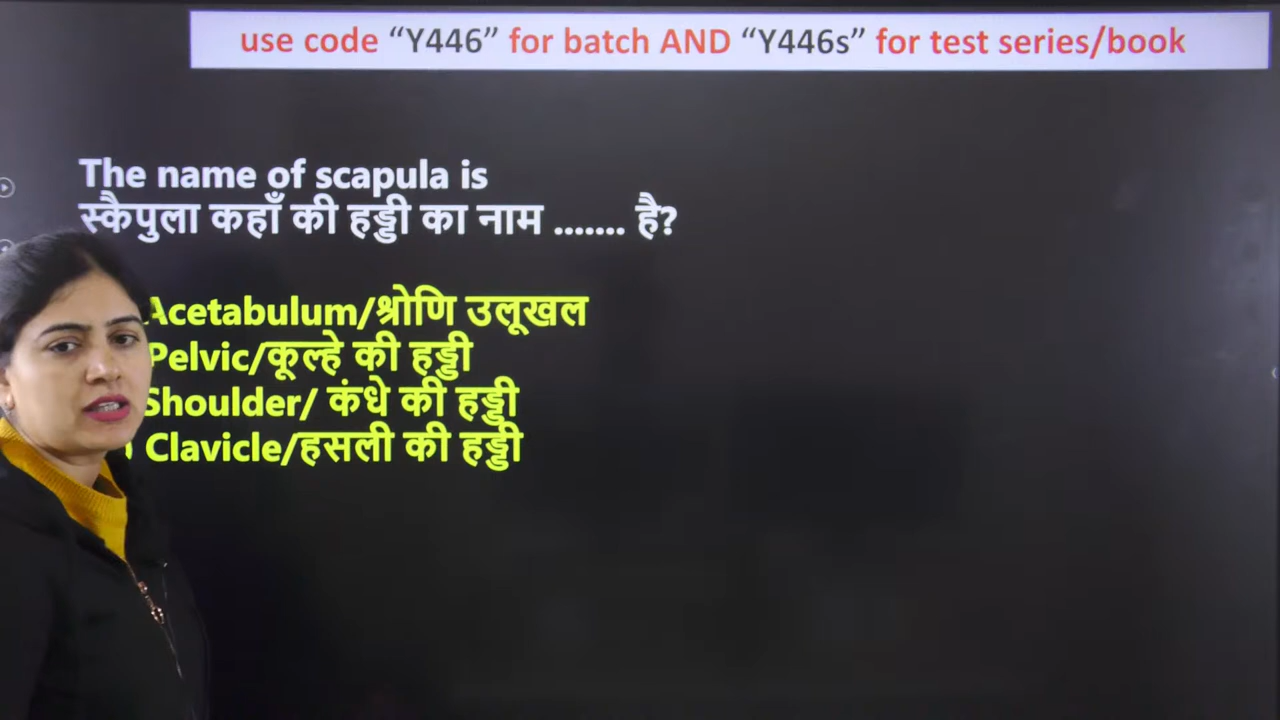 use code “Y446” for batch AND “Y446s” for test series/book
The name of scapula is
स्कैपुला कहाँ की हड्डी का नाम ....... है?
Acetabulum/श्रोणि उलूखल
Pelvic/कूल्हे की हड्डी
Shoulder/ कंधे की हड्डी
Clavicle/हसली की हड्डी